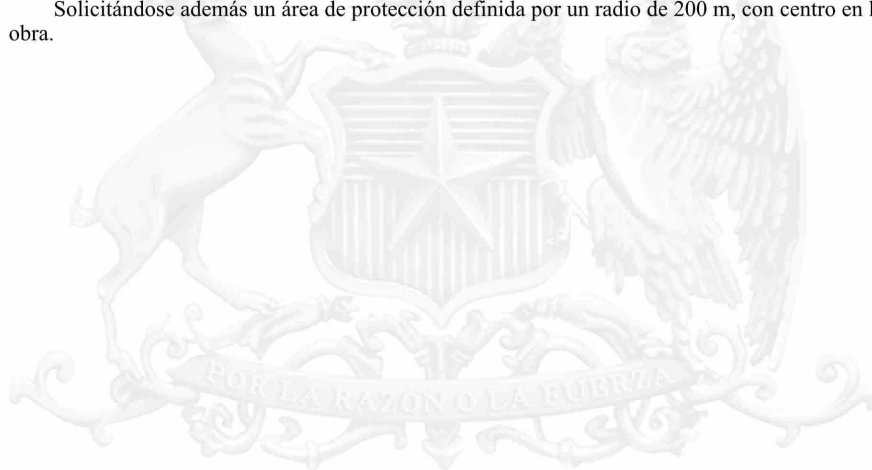 Solicitándose además un área de protección definida por un radio de 200 m, con centro en
obra.
POR LA RAZON O LA FUERZA